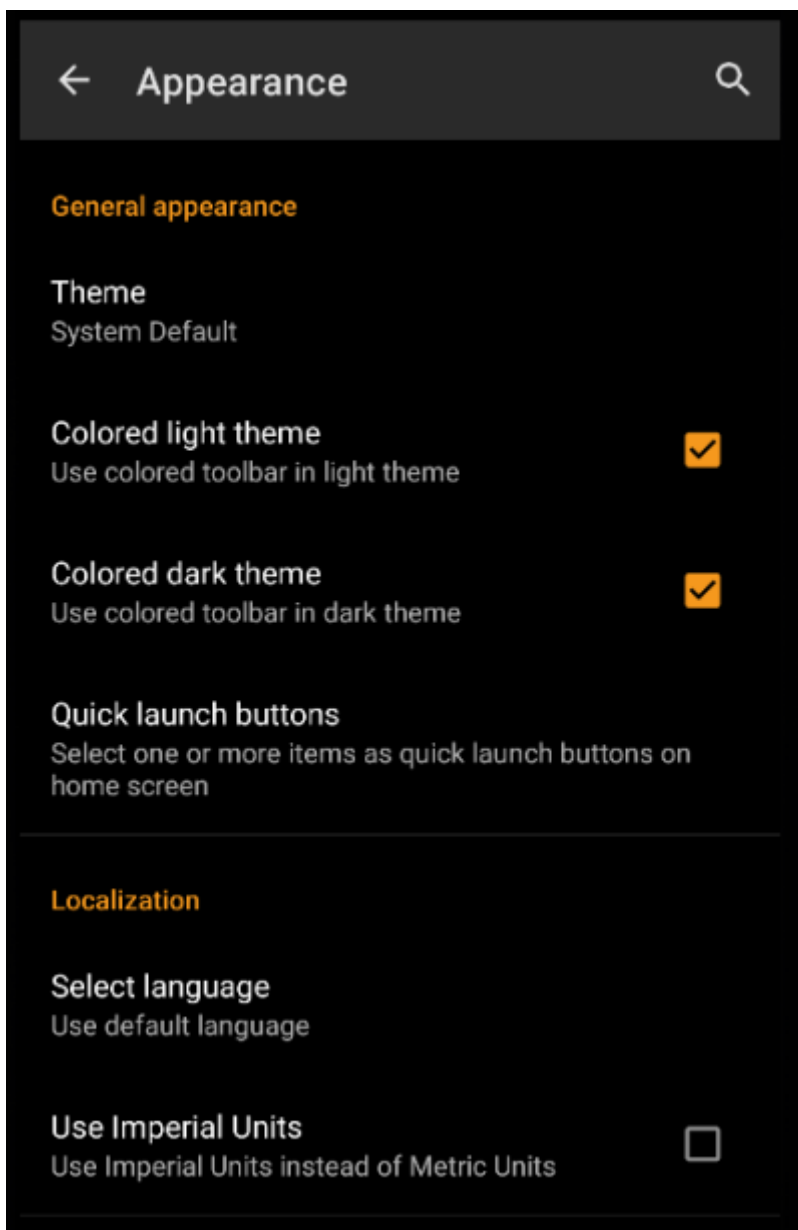 Appearance
General appearance
Theme
System Default
Colored light theme
Use colored toolbar in light theme
Colored dark theme
Use colored toolbar in dark theme
Quick launch buttons
Select one or more items as quick launch buttons on
home screen
Localization
Select language
Use default language
Use Imperial Units
Use Imperial Units instead of Metric Units